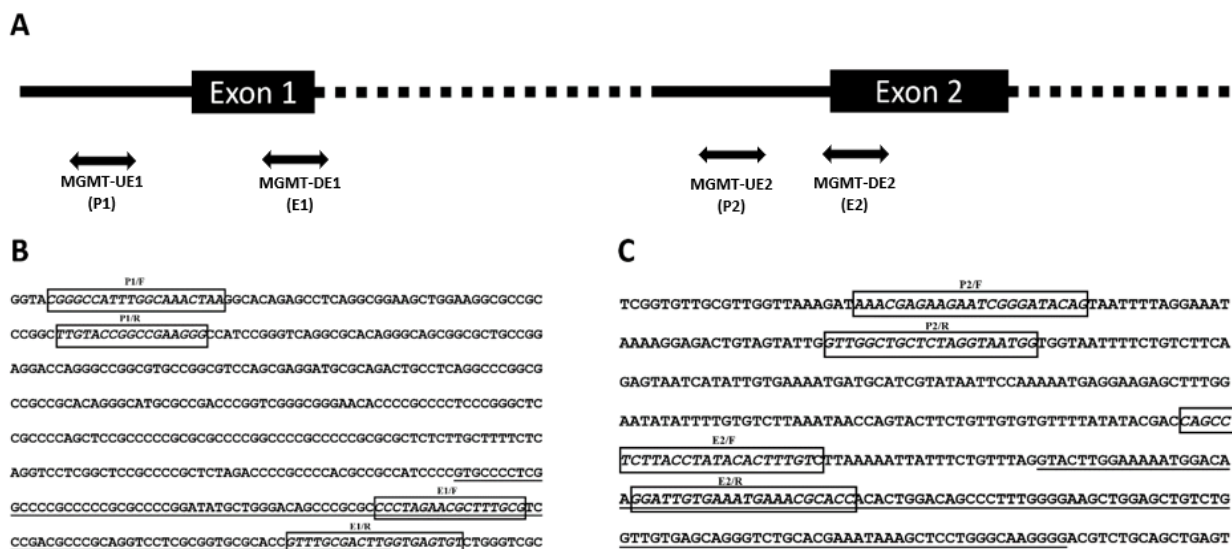 A
Exon 1
Exon 2
MGMT-UE1
(P1)
MGMT-DE1
(E1)
MGMT-UE2
(P2)
MGMT-DE2
(E2)
B
P1/F
GGTACGGGCCATTTGGCAAACTAAGGCACAGAGCCTCAGGCGGAAGCTGGAAGGCGCCGC
P1/R
CCGGCTTGTACCGGCCGAAGGGCCATCCGGGTCAGGCGCACAGGGCAGCGGCGCTGCCGG
AGGACCAGGGCCGGCGTGCCGGCGTCCAGCGAGGATGCGCAGACTGCCTCAGGCCCGGCG
CCGCCGCACAGGGCATGCGCCGACCCGGTCGGGCGGGAACACCCCGCCCCTCCCGGGCTC
CGCCCCAGCTCCGCCCCCGCGCGCCCCGGCCCCGCCCCCGCGCGCTCTCTTGCTTTTCTC
AGGTCCTCGGCTCCGCCCCGCTCTAGACCCCGCCCCACGCCGCCATCCCCGTGCCCCTCG
E1/F
GCCCCGCCCCCGCGCCCCGGATATGCTGGGACAGCCCGCGCCCCTAGAACGCTTTGCGTC
E1/R
CCGACGCCCGCAGGTCCTCGCGGTGCGCACCGTTTGCGACTTGGTGAGTGTCTGGGTCGC
C
P2/F
TCGGTGTTGCGTTGGTTAAAGATAAACGAGAAGAATCGGGATACAGTAATTTTAGGAAAT
P2/R
AAAAGGAGACTGTAGTATTGGTTGGCTGCTCTAGGTAATGGTGGTAATTTTCTGTCTTCA
GAGTAATCATATTGTGAAAATGATGCATCGTATAATTCCAAAAATGAGGAAGAGCTTTGG
AATATATTTTGTGTCTTAAATAACCAGTACTTCTGTTGTGTGTTTTATATACGACCAGCC
E2/F
TCTTACCTATACACTTTGTCTTAAAAATTATTTCTGTTTAGGTACTTGGAAAAATGGACA
E2/R
AGGATTGTGAAATGAAACGCACCACACTGGACAGCCCTTTGGGGAAGCTGGAGCTGTCTG
GTTGTGAGCAGGGTCTGCACGAAATAAAGCTCCTGGGCAAGGGGACGTCTGCAGCTGAGT